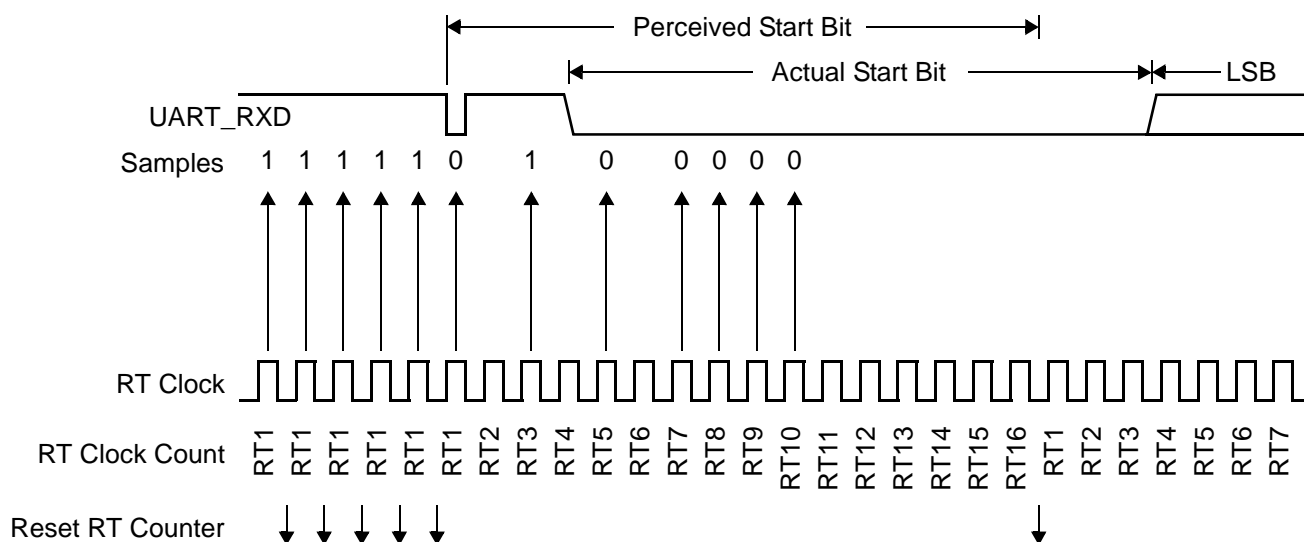 Perceived Start Bit
Actual Start Bit LSB
UART_RXD
Samples 1 1 1 1 1 0 1 0 0 0 0 0
RT Clock
RT Clock Count RT1 RT1 RT1 RT1 RT1 RT1 RT2 RT3 RT4 RT5 RT6 RT7 RT8 RT9 RT10 RT11 RT12 RT13 RT14 RT15 RT16 RT1 RT2 RT3 RT4 RT5 RT6 RT7
Reset RT Counter